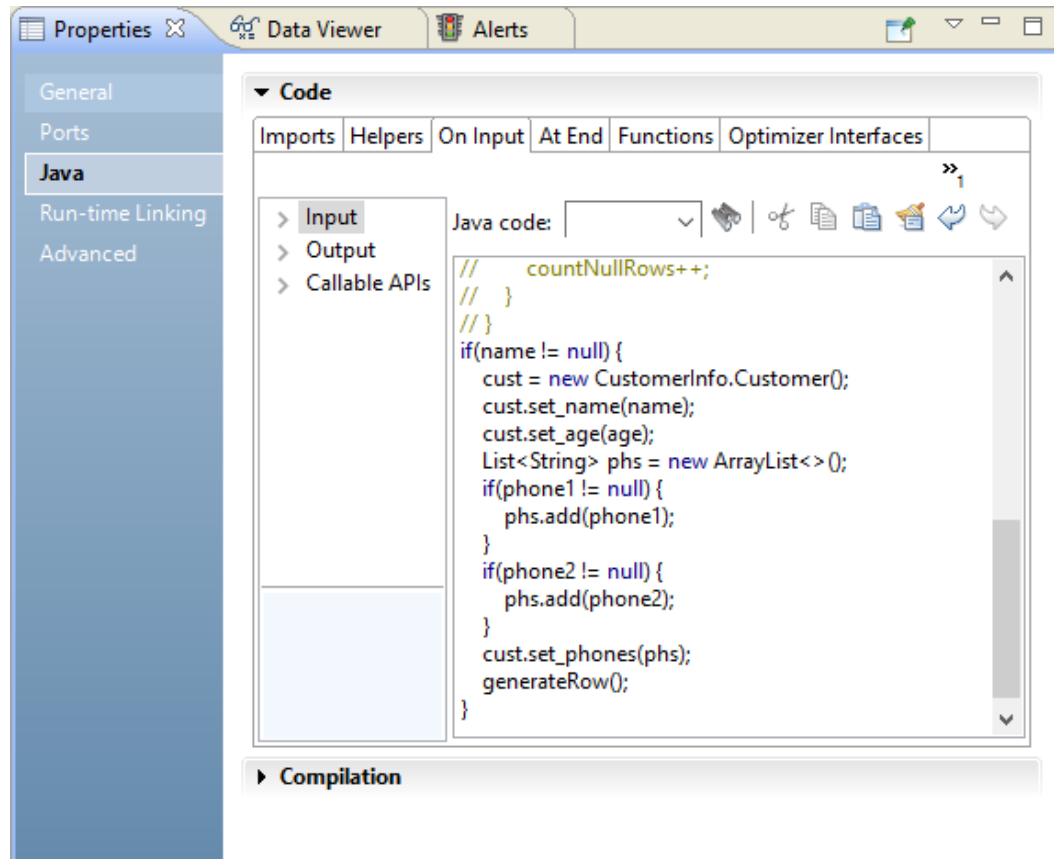 Properties Data Viewer Alerts
General
Ports
Java
Run-time Linking
Advanced
Code
Imports Helpers On Input At End Functions Optimizer Interfaces
»1
Input
Output
Callable APIs
Java code:
//        countNullRows++;
//    }
// }
if(name != null) {
    cust = new CustomerInfo.Customer();
    cust.set_name(name);
    cust.set_age(age);
    List<String> phs = new ArrayList<>();
    if(phone1 != null) {
        phs.add(phone1);
    }
    if(phone2 != null) {
        phs.add(phone2);
    }
    cust.set_phones(phs);
    generateRow();
}
Compilation